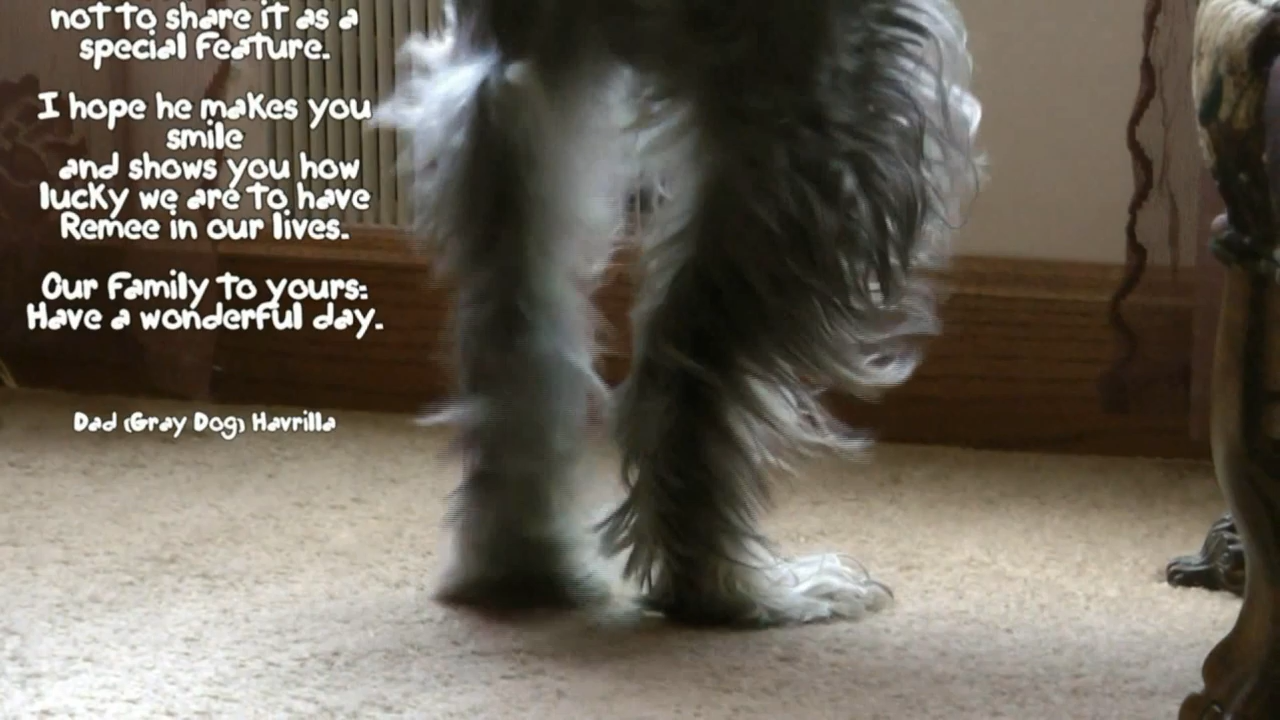 not to share it as a
special Feature.
I hope he makes you
smile
and shows you how
lucky we are to have
Remee in our lives.
Our Family to yours:
Have a wonderful day.
Dad (Gray Dog) Havrilla